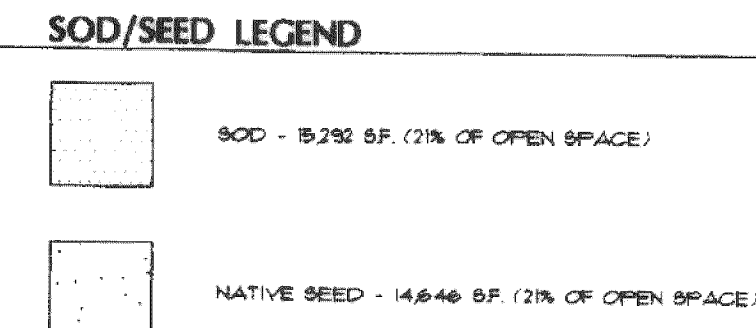 SOD/SEED LEGEND
SOD - 15,292 S.F. (21% OF OPEN SPACE)
NATIVE SEED - 14,646 S.F. (21% OF OPEN SPACE)